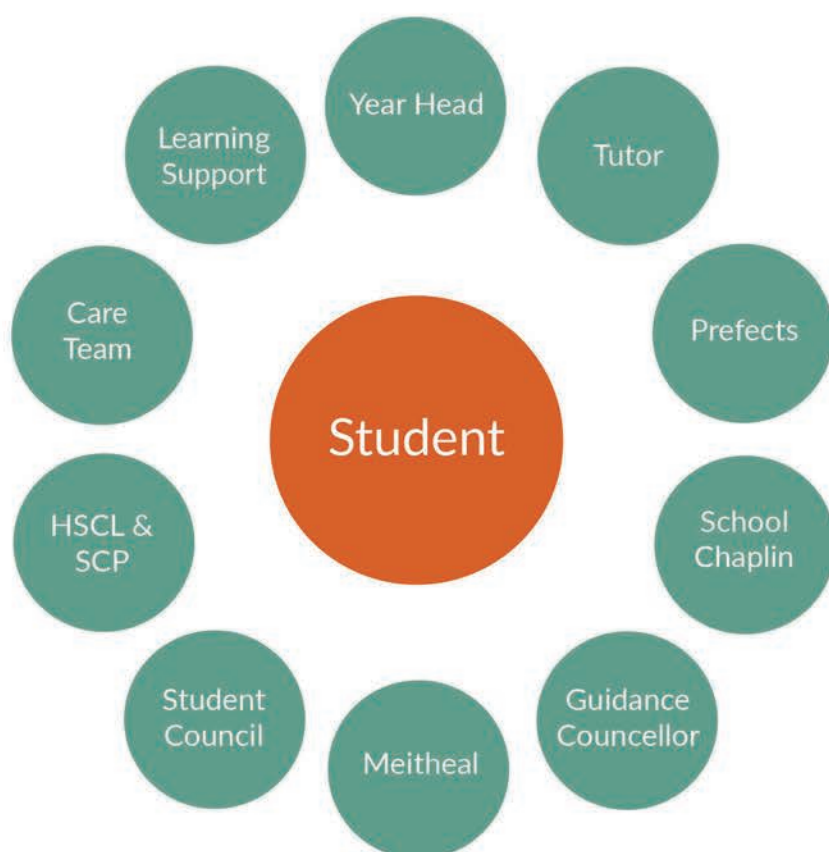 Year Head
Tutor
Prefects
School
Chaplin
Guidance
Councellor
Meitheal
Student
Council
HSCL &
SCP
Care
Team
Learning
Support
Student